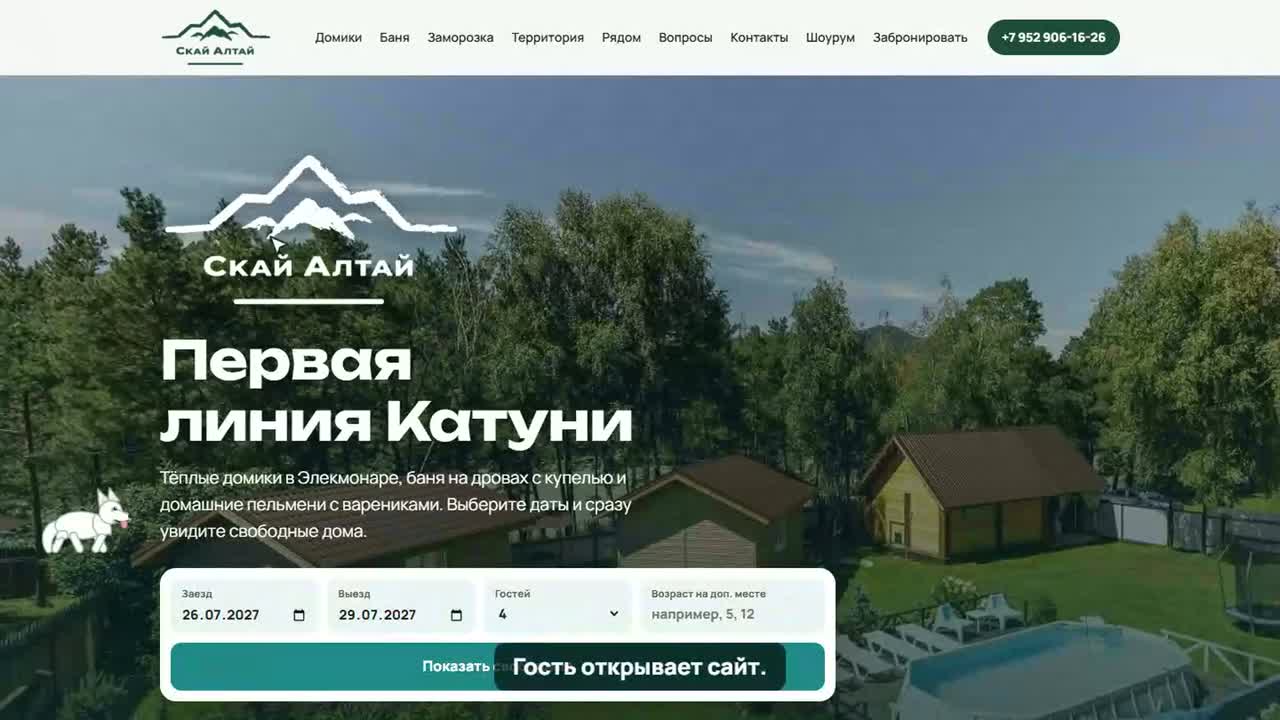 Скай Алтай
Домики Баня Заморозка Территория Рядом Вопросы Контакты Шоурум Забронировать
+7 952 906-16-26
Скай Алтай
Первая
линия Катуни
Тёплые домики в Элекмонаре, баня на дровах с купелью и
домашние пельмени с варениками. Выберите даты и сразу
увидите свободные дома.
Заезд Выезд Гостей Возраст на доп. месте
26.07.2027 29.07.2027 4 например, 5, 12
Показать
Гость открывает сайт.